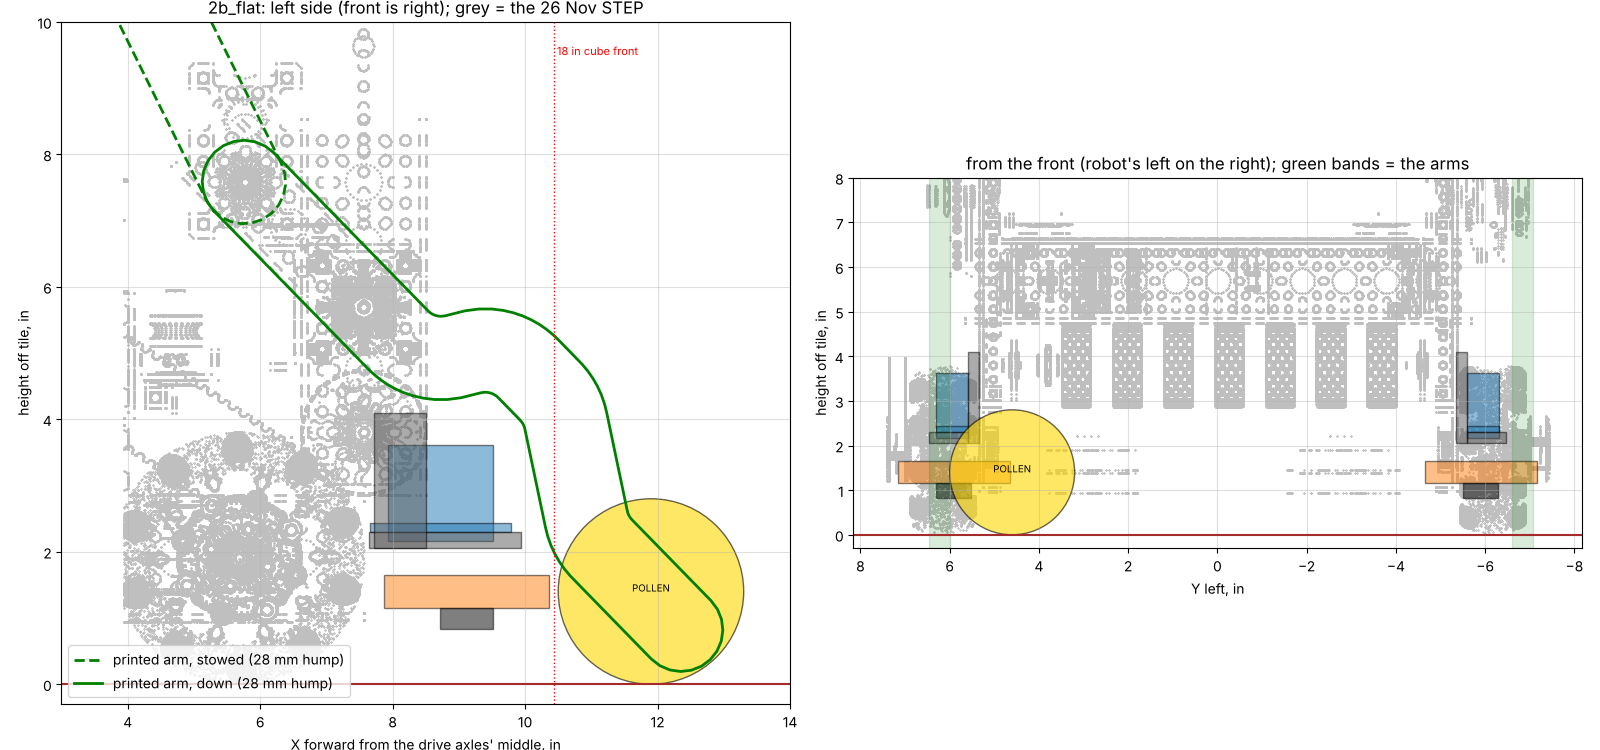 2b_flat: left side (front is right); grey = the 26 Nov STEP
10
8
6
4
2
0
height off tile, in
18 in cube front
POLLEN
printed arm, stowed (28 mm hump)
printed arm, down (28 mm hump)
4 6 8 10 12 14
X forward from the drive axles' middle, in
from the front (robot's left on the right); green bands = the arms
8
7
6
5
4
3
2
1
0
height off tile, in
POLLEN
8 6 4 2 0 −2 −4 −6 −8
Y left, in